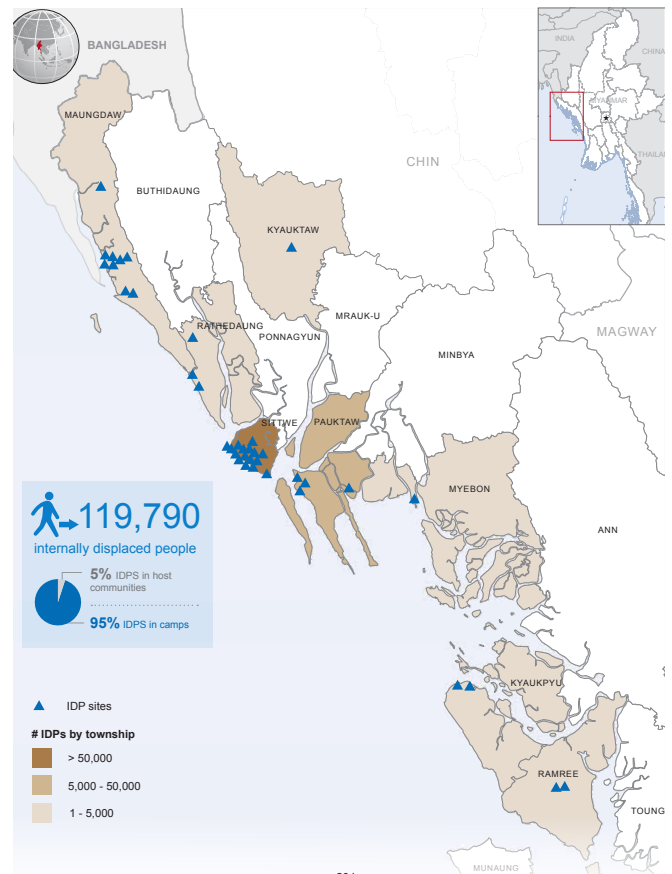 BANGLADESH
INDIA
CHINA
MYANMAR
THAILAND
MAUNGDAW
BUTHIDAUNG
CHIN
KYAUKTAW
MRAUK-U
RATHEDAUNG
PONNAGYUN
MAGWAY
MINBYA
SITTWE
PAUKTAW
MYEBON
ANN
119,790
internally displaced people
5% IDPS in host
communities
95% IDPS in camps
KYAUKPYU
IDP sites
# IDPs by township
> 50,000
5,000 - 50,000
1 - 5,000
RAMREE
TOUNG
MUNAUNG